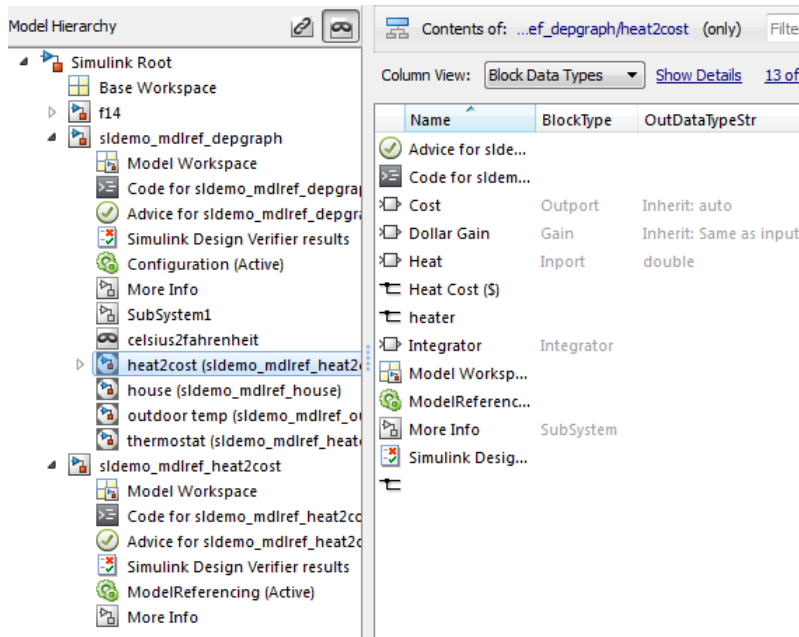 Model Hierarchy
Simulink Root
Base Workspace
f14
sldemo_mdlref_depgraph
Model Workspace
Code for sldemo_mdlref_depgra
Advice for sldemo_mdlref_depgra
Simulink Design Verifier results
Configuration (Active)
More Info
SubSystem1
celsius2fahrenheit
heat2cost (sldemo_mdlref_heat2
house (sldemo_mdlref_house)
outdoor temp (sldemo_mdlref_ou
thermostat (sldemo_mdlref_heate
sldemo_mdlref_heat2cost
Model Workspace
Code for sldemo_mdlref_heat2co
Advice for sldemo_mdlref_heat2c
Simulink Design Verifier results
ModelReferencing (Active)
More Info
Contents of: ...ef_depgraph/heat2cost (only) Filte
Column View: Block Data Types Show Details 13 of
Name BlockType OutDataTypeStr
Advice for slde...
Code for sldem...
Cost Outport Inherit: auto
Dollar Gain Gain Inherit: Same as input
Heat Inport double
Heat Cost ($)
heater
Integrator Integrator
Model Worksp...
ModelReferenc...
More Info SubSystem
Simulink Desig...